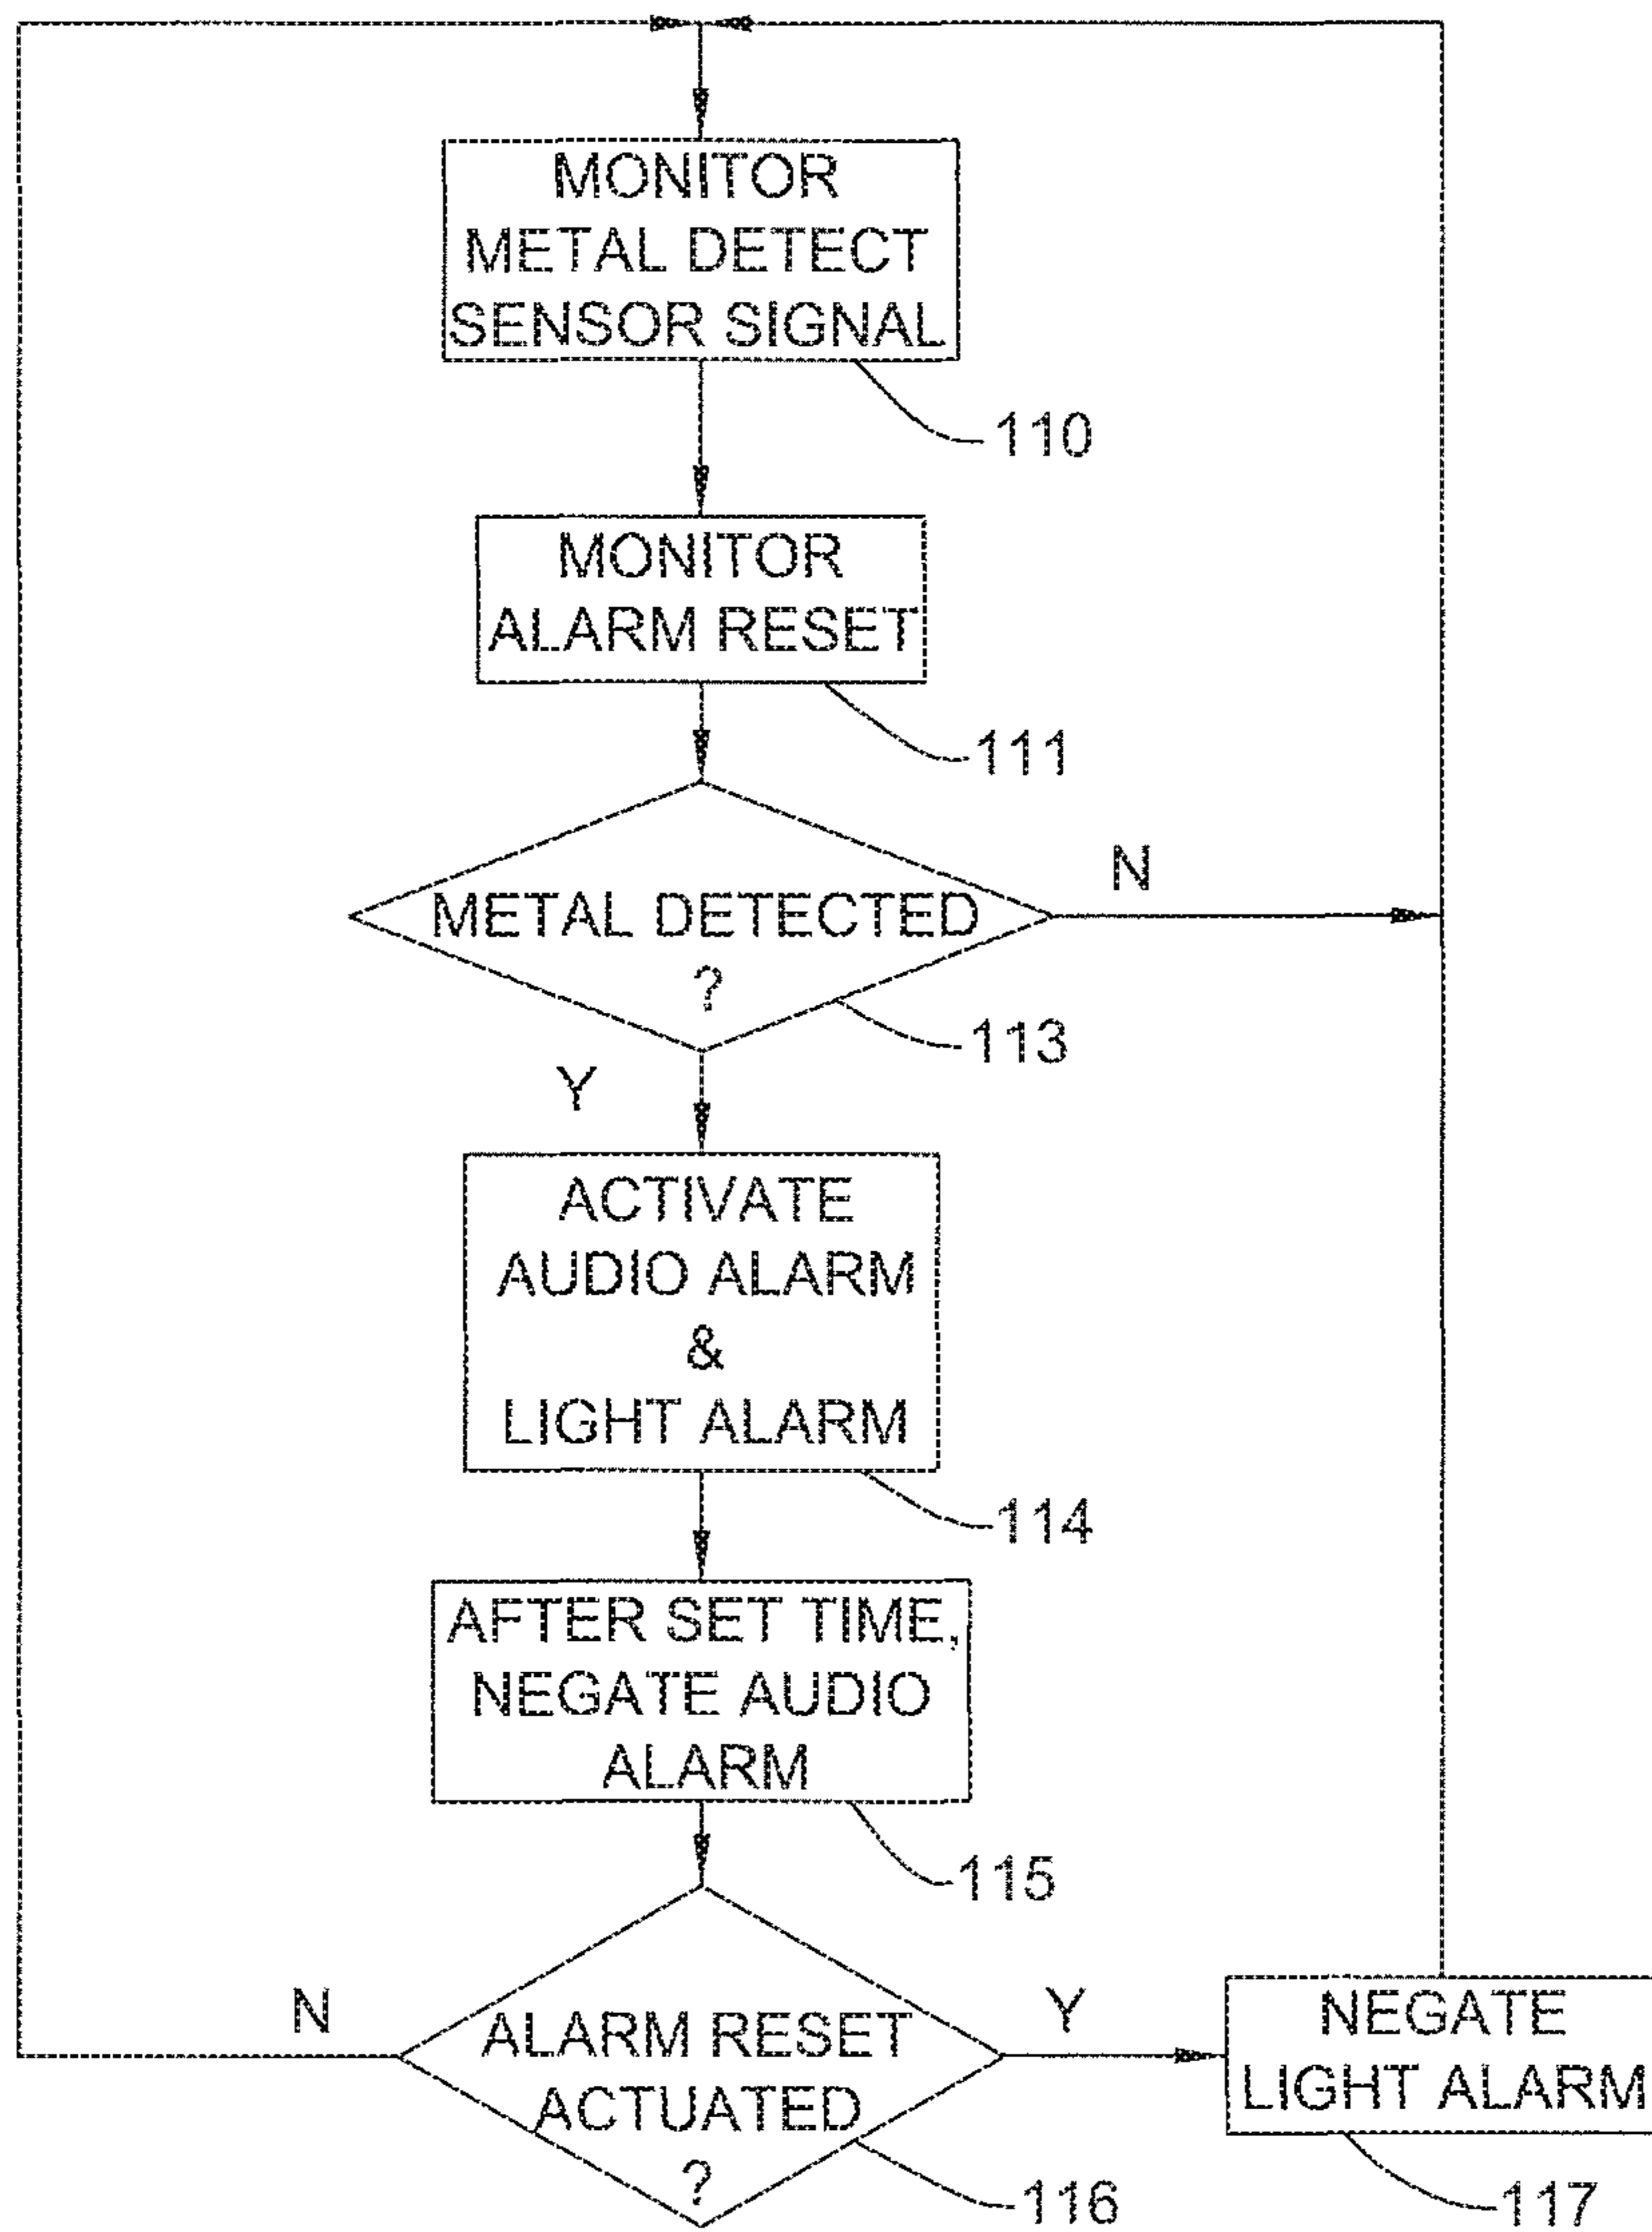 MONITOR
METAL DETECT
SENSOR SIGNAL
110
MONITOR
ALARM RESET
111
METAL DETECTED
?
N
113
Y
ACTIVATE
AUDIO ALARM
&
LIGHT ALARM
114
AFTER SET TIME,
NEGATE AUDIO
ALARM
115
N
ALARM RESET
ACTUATED
?
Y
116
NEGATE
LIGHT ALARM
117